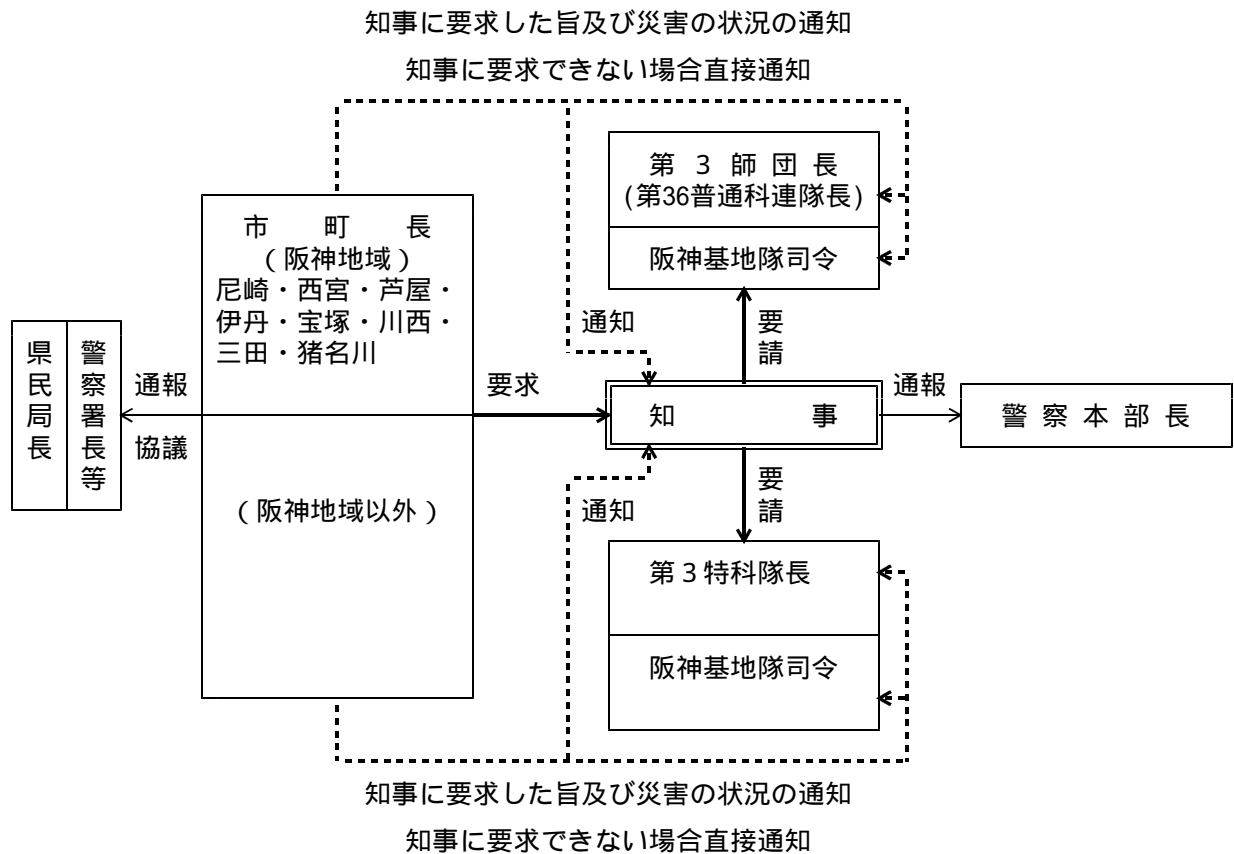 知事に要求した旨及び災害の状況の通知
知事に要求できない場合直接通知
第 3 師 団 長
(第36普通科連隊長)
阪神基地隊司令
市 町 長
(阪神地域)
尼崎・西宮・芦屋・
伊丹・宝塚・川西・
三田・猪名川
通知
要請
県民局長
警察署長等
通報
協議
要求
知 事
通報
警 察 本 部 長
(阪神地域以外)
通知
要請
第3特科隊長
阪神基地隊司令
知事に要求した旨及び災害の状況の通知
知事に要求できない場合直接通知